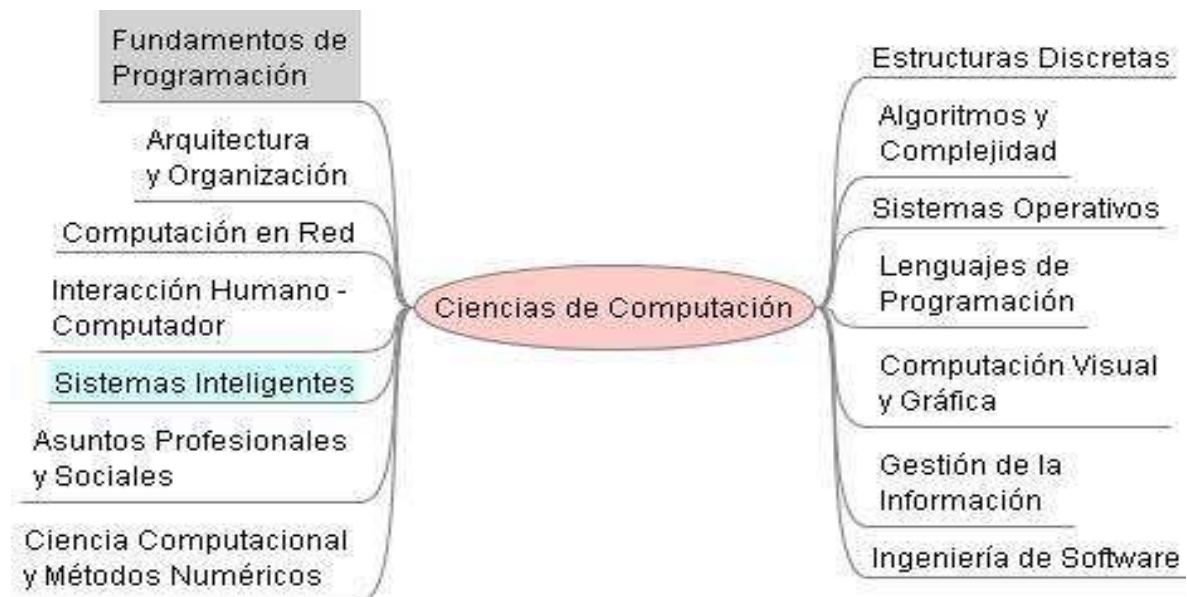 Fundamentos de
Programación
Arquitectura
y Organización
Computación en Red
Interacción Humano -
Computador
Sistemas Inteligentes
Asuntos Profesionales
y Sociales
Ciencia Computacional
y Métodos Numéricos
Ciencias de Computación
Estructuras Discretas
Algoritmos y
Complejidad
Sistemas Operativos
Lenguajes de
Programación
Computación Visual
y Gráfica
Gestión de la
Información
Ingeniería de Software